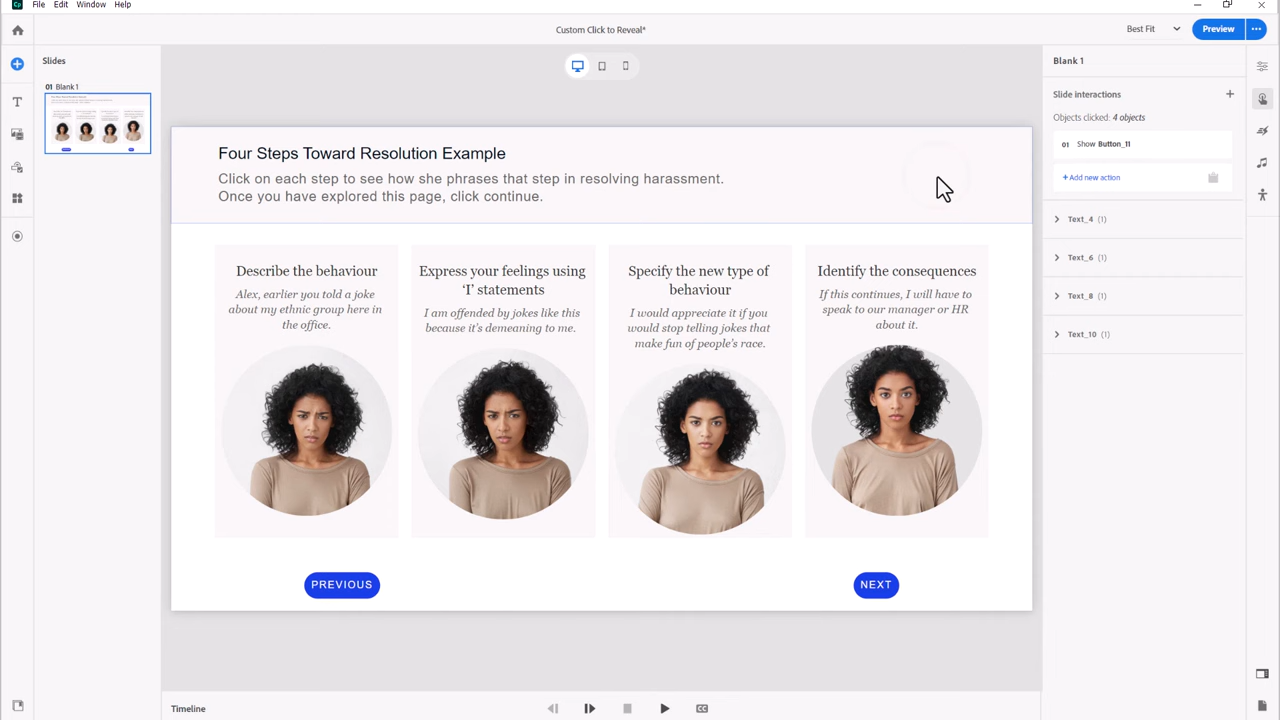 Cp File Edit Window Help
Custom Click to Reveal*
Best Fit
Preview
Slides
01 Blank 1
Four Steps Toward Resolution Example
Click on each step to see how she phrases that step in resolving harassment.
Once you have explored this page, click continue.
Describe the behaviour
Alex, earlier you told a joke
about my ethnic group here in
the office.
Express your feelings using
‘I’ statements
I am offended by jokes like this
because it's demeaning to me.
Specify the new type of
behaviour
I would appreciate it if you
would stop telling jokes that
make fun of people's race.
Identify the consequences
If this continues, I will have to
speak to our manager or HR
about it.
PREVIOUS
NEXT
Blank 1
Slide interactions
Objects clicked: 4 objects
01 Show Button_11
+Add new action
Text_4 (1)
Text_6 (1)
Text_8 (1)
Text_10 (1)
Timeline
CC